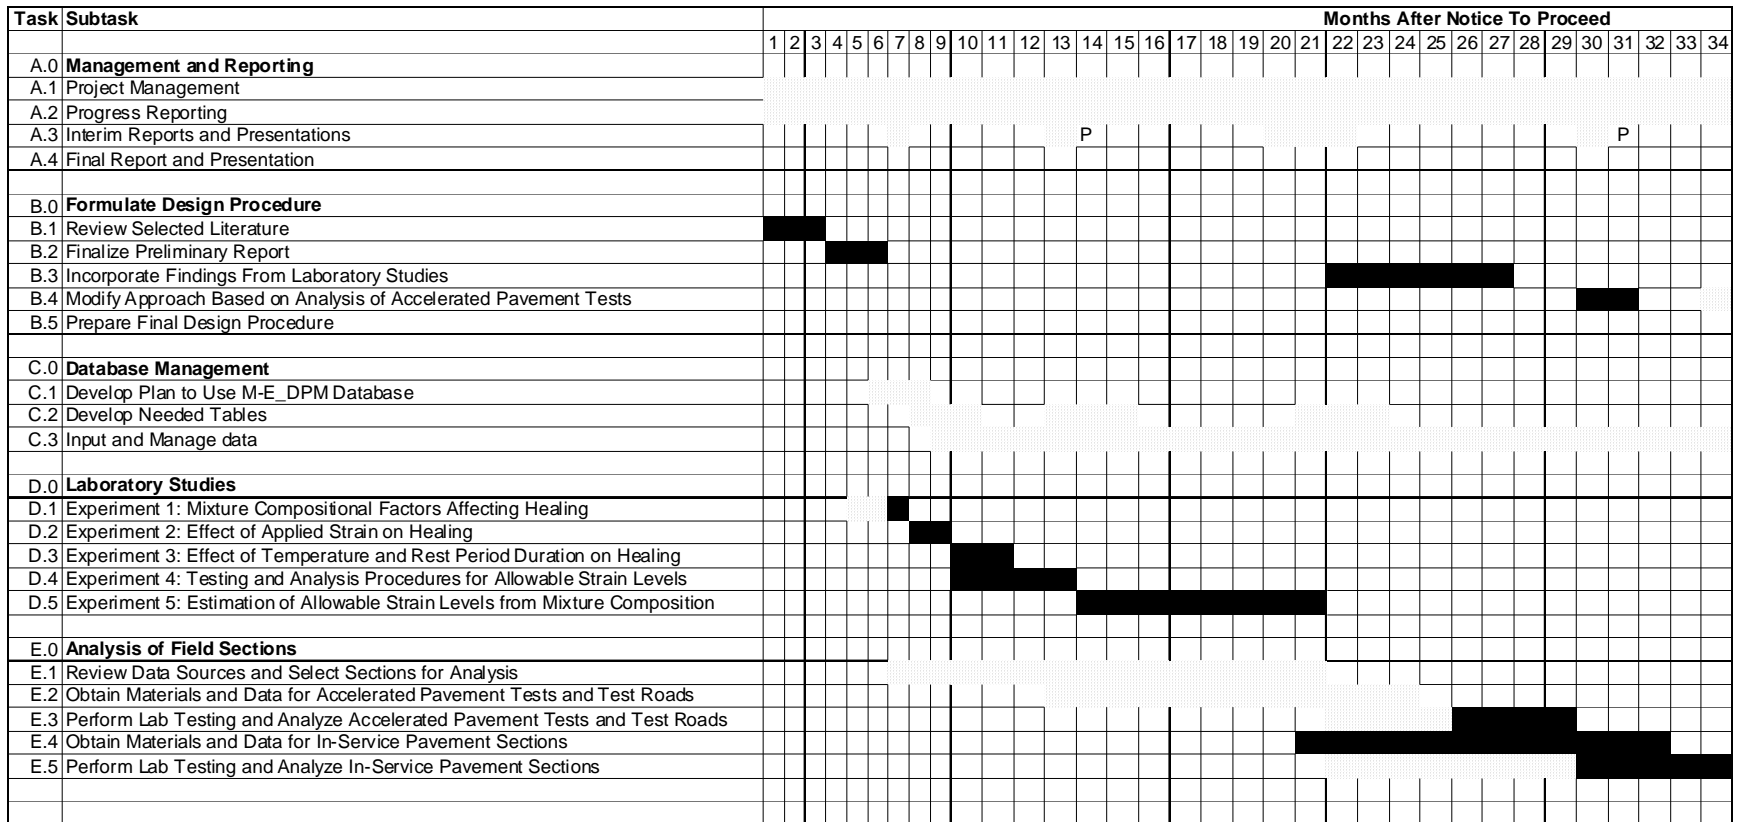 Task Subtask Months After Notice To Proceed
1 2 3 4 5 6 7 8 9 10 11 12 13 14 15 16 17 18 19 20 21 22 23 24 25 26 27 28 29 30 31 32 33 34
A.0 Management and Reporting
A.1 Project Management
A.2 Progress Reporting
A.3 Interim Reports and Presentations P P
A.4 Final Report and Presentation
B.0 Formulate Design Procedure
B.1 Review Selected Literature
B.2 Finalize Preliminary Report
B.3 Incorporate Findings From Laboratory Studies
B.4 Modify Approach Based on Analysis of Accelerated Pavement Tests
B.5 Prepare Final Design Procedure
C.0 Database Management
C.1 Develop Plan to Use M-E_DPM Database
C.2 Develop Needed Tables
C.3 Input and Manage data
D.0 Laboratory Studies
D.1 Experiment 1: Mixture Compositional Factors Affecting Healing
D.2 Experiment 2: Effect of Applied Strain on Healing
D.3 Experiment 3: Effect of Temperature and Rest Period Duration on Healing
D.4 Experiment 4: Testing and Analysis Procedures for Allowable Strain Levels
D.5 Experiment 5: Estimation of Allowable Strain Levels from Mixture Composition
E.0 Analysis of Field Sections
E.1 Review Data Sources and Select Sections for Analysis
E.2 Obtain Materials and Data for Accelerated Pavement Tests and Test Roads
E.3 Perform Lab Testing and Analyze Accelerated Pavement Tests and Test Roads
E.4 Obtain Materials and Data for In-Service Pavement Sections
E.5 Perform Lab Testing and Analyze In-Service Pavement Sections